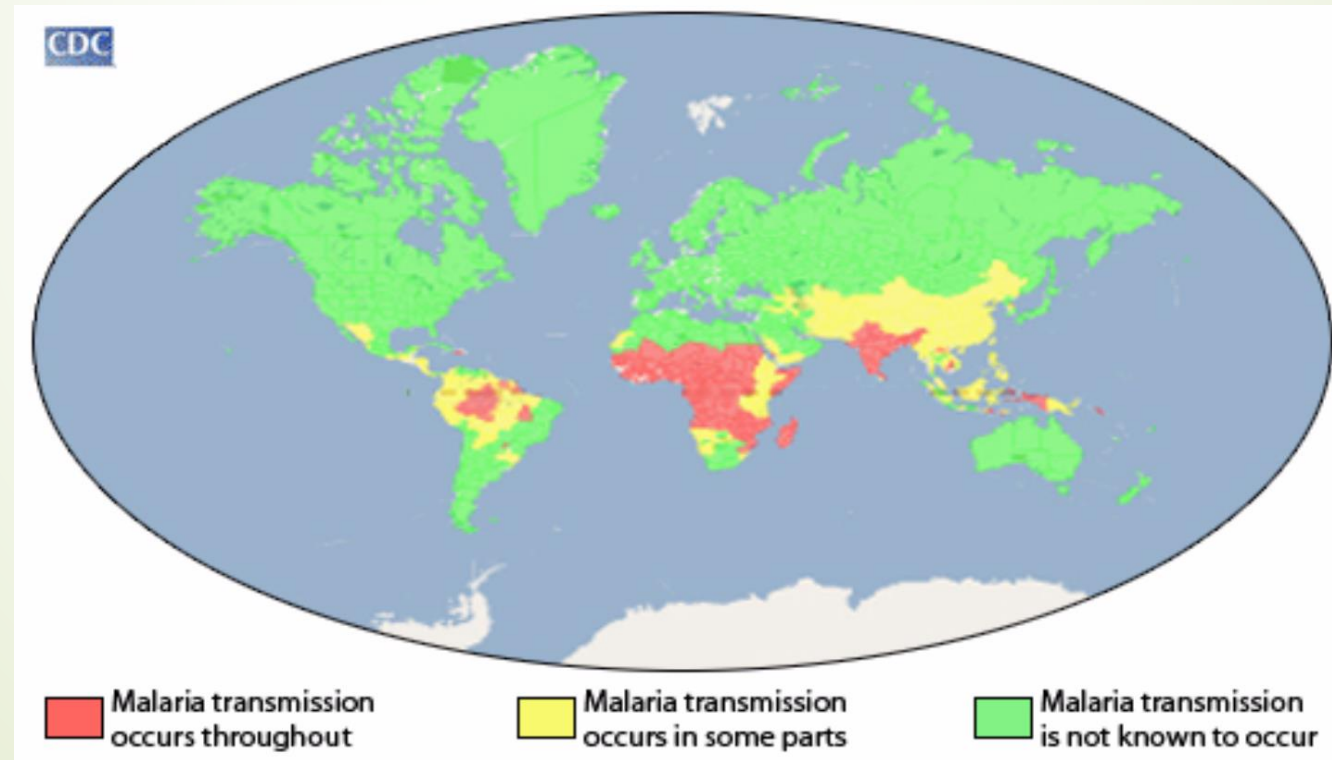 CDC
Malaria transmission
occurs throughout
Malaria transmission
occurs in some parts
Malaria transmission
is not known to occur